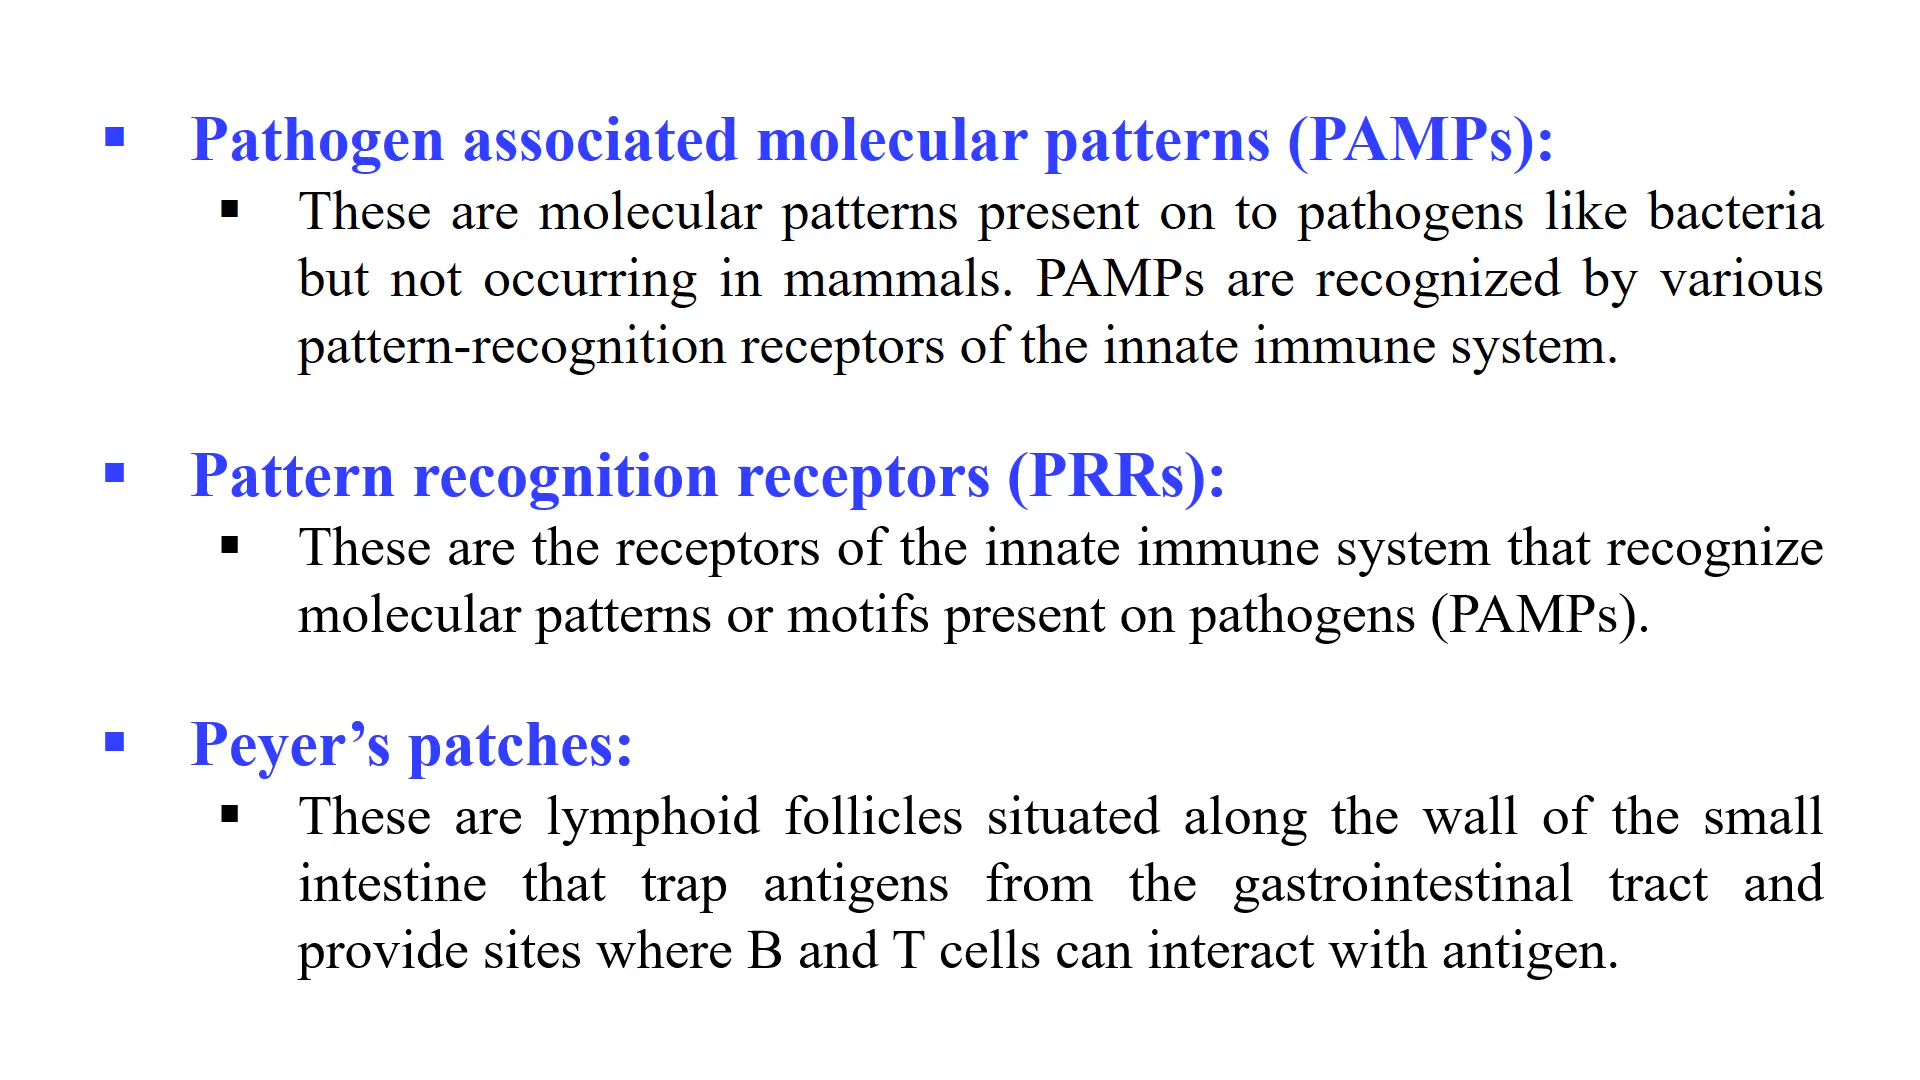 ▪ Pathogen associated molecular patterns (PAMPs):
▪ These are molecular patterns present on to pathogens like bacteria
but not occurring in mammals. PAMPs are recognized by various
pattern-recognition receptors of the innate immune system.
▪ Pattern recognition receptors (PRRs):
▪ These are the receptors of the innate immune system that recognize
molecular patterns or motifs present on pathogens (PAMPs).
▪ Peyer’s patches:
▪ These are lymphoid follicles situated along the wall of the small
intestine that trap antigens from the gastrointestinal tract and
provide sites where B and T cells can interact with antigen.